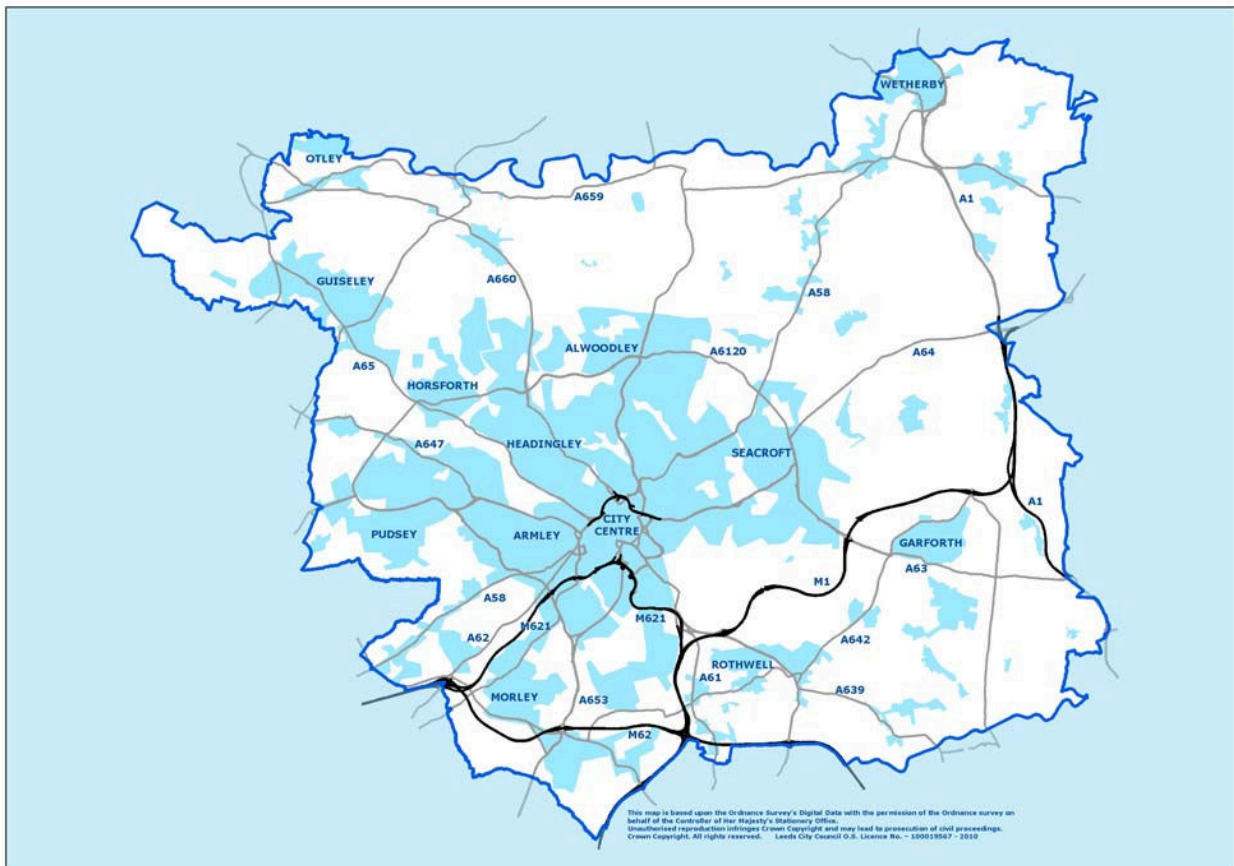 WETHERBY
OTLEY
A659
A1
GUISELEY
A660
A58
ALWOODLEY
A6120
A64
A65
HORSFORTH
A647
HEADINGLEY
SEACROFT
A1
CITY
CENTRE
PUDSEY
ARMLEY
GARFORTH
A63
M1
A58
M621
M621
A62
A642
ROTHWELL
A61
A639
MORLEY
A653
M62
This map is based upon the Ordnance Survey's Digital Data with the permission of the Ordnance survey on
behalf of the Controller of Her Majesty's Stationery Office.
Unauthorised reproduction infringes Crown Copyright and may lead to prosecution of civil proceedings.
Crown Copyright. All rights reserved. Leeds City Council O.S. Licence No. - 100019567 - 2010